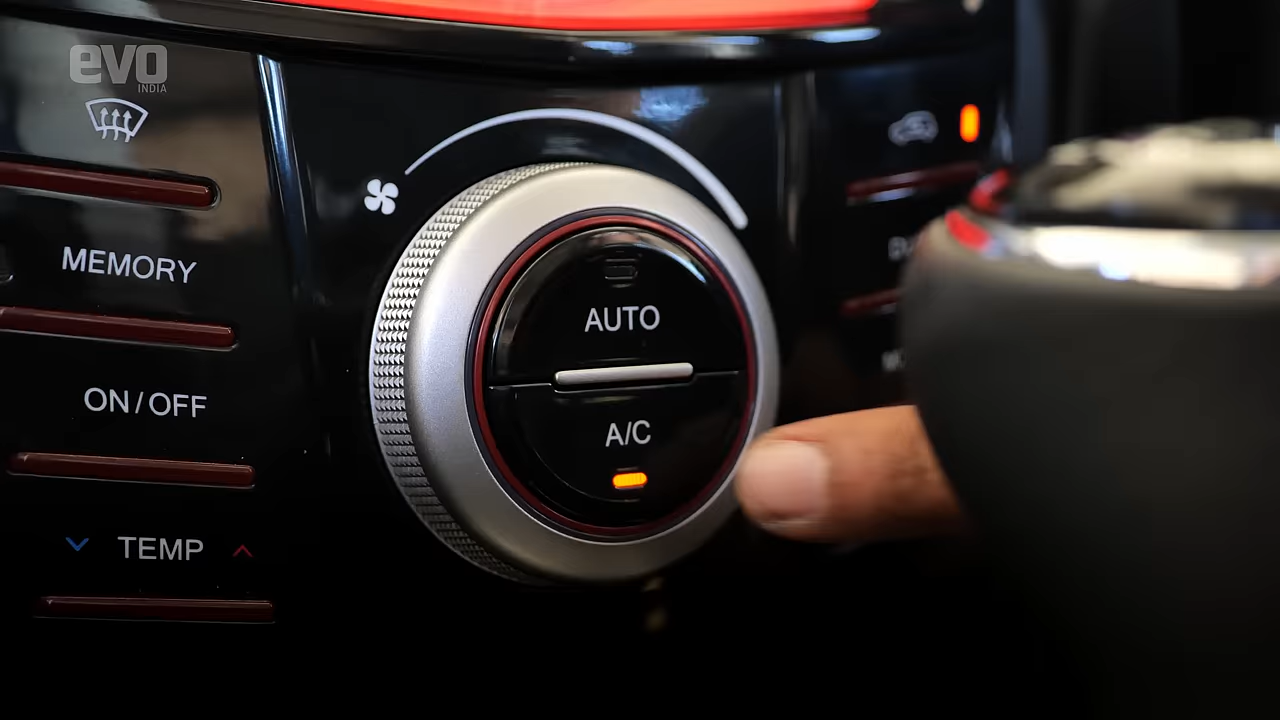 evo
INDIA
MEMORY
ON/OFF
TEMP
AUTO
A/C